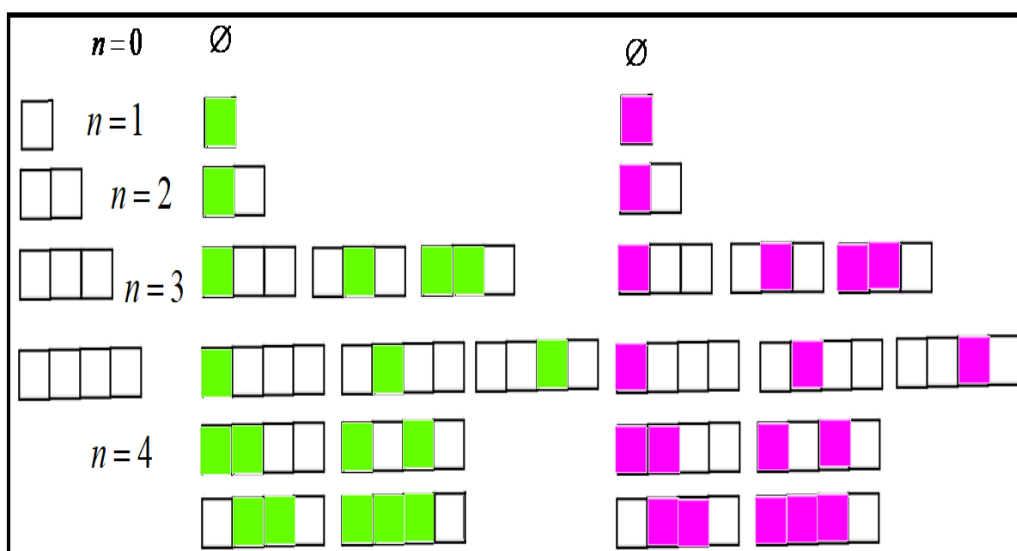 n = 0 Ø Ø
n = 1
n = 2
n = 3
n = 4